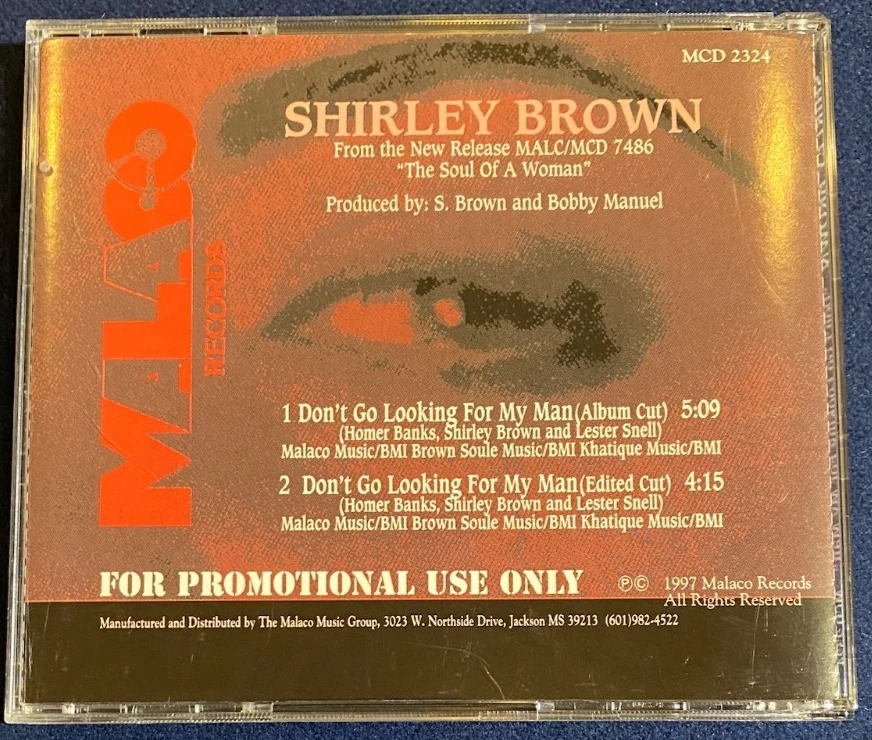 MCD 2324
SHIRLEY BROWN
From the New Release MALC/MCD 7486
“The Soul Of A Woman”
Produced by: S. Brown and Bobby Manuel
MALACO
RECORDS
1 Don't Go Looking For My Man(Album Cut) 5:09
(Homer Banks, Shirley Brown and Lester Snell)
Malaco Music/BMI Brown Soule Music/BMI Khatique Music/BMI
2 Don't Go Looking For My Man(Edited Cut) 4:15
(Homer Banks, Shirley Brown and Lester Snell)
Malaco Music/BMI Brown Soule Music/BMI Khatique Music/BMI
FOR PROMOTIONAL USE ONLY
℗© 1997 Malaco Records
All Rights Reserved
Manufactured and Distributed by The Malaco Music Group, 3023 W. Northside Drive, Jackson MS 39213 (601)982-4522